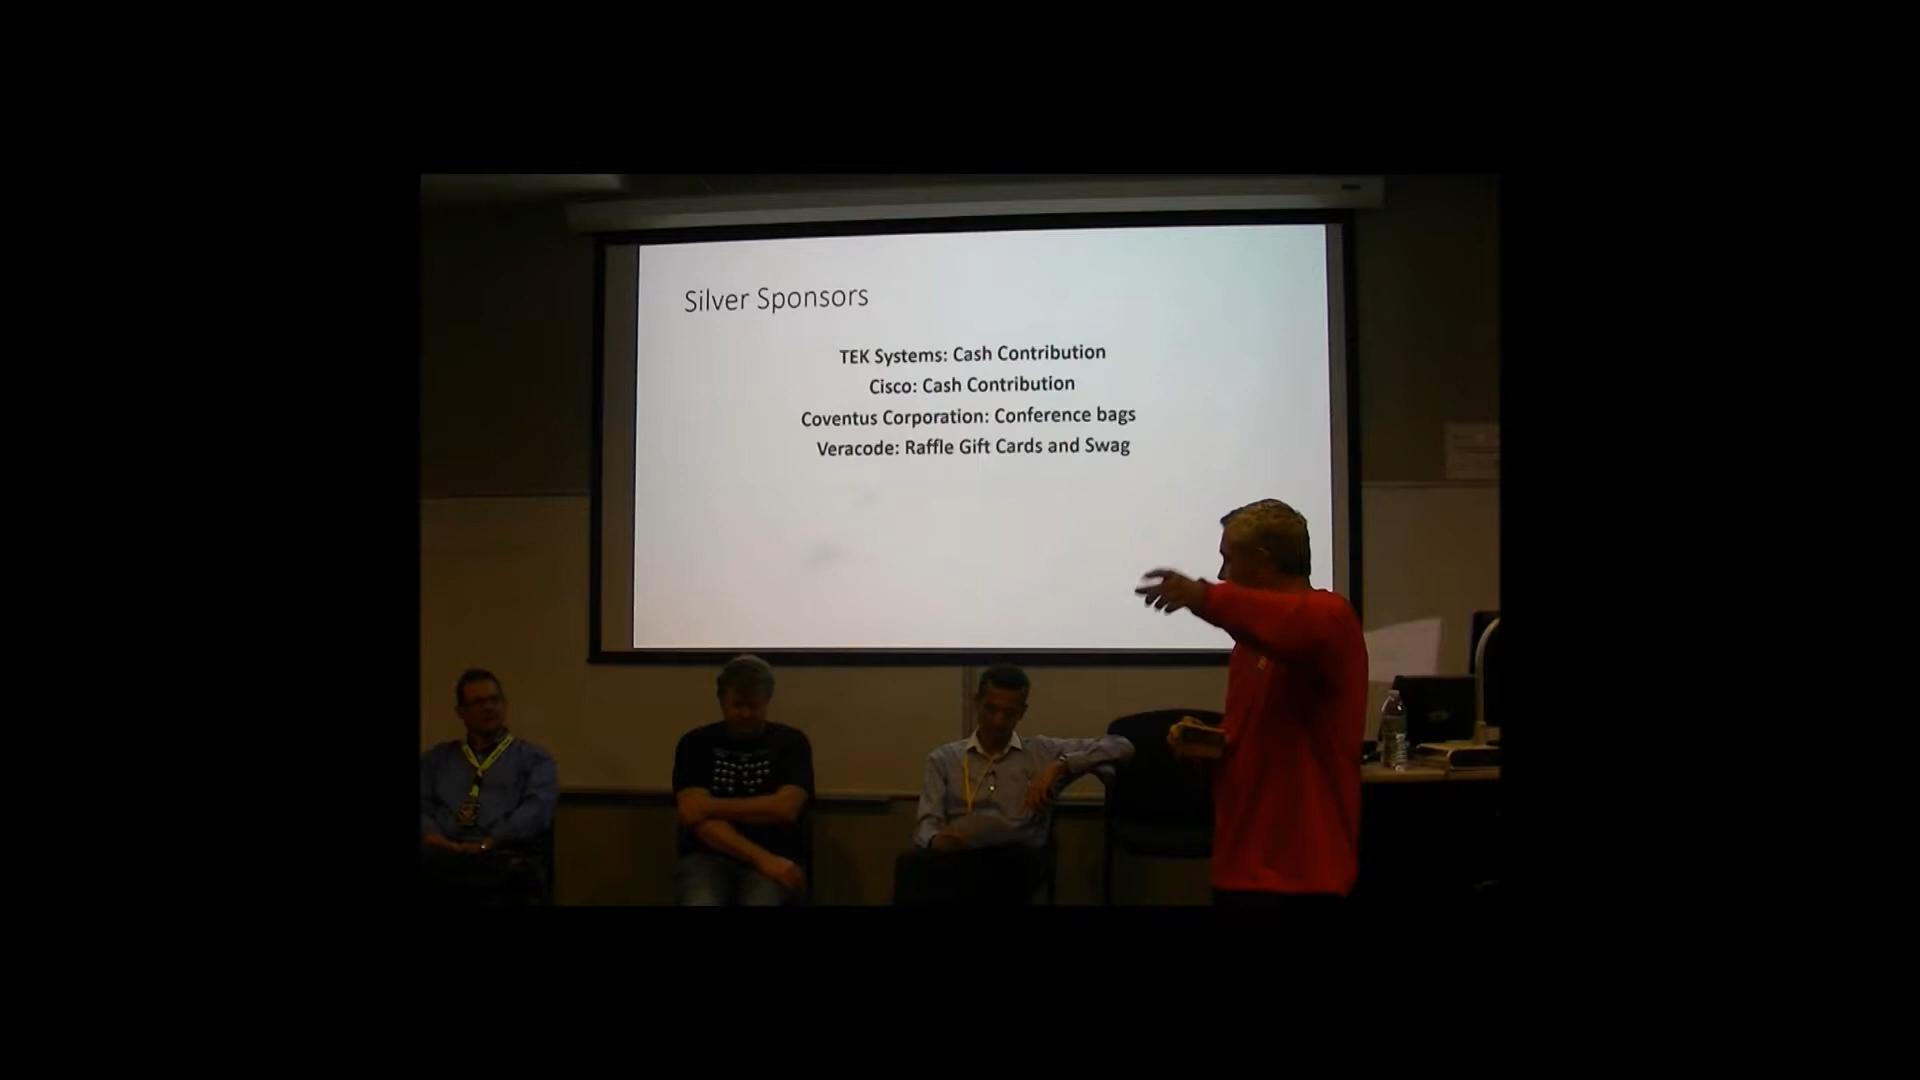 Silver Sponsors
TEK Systems: Cash Contribution
Cisco: Cash Contribution
Coventus Corporation: Conference bags
Veracode: Raffle Gift Cards and Swag